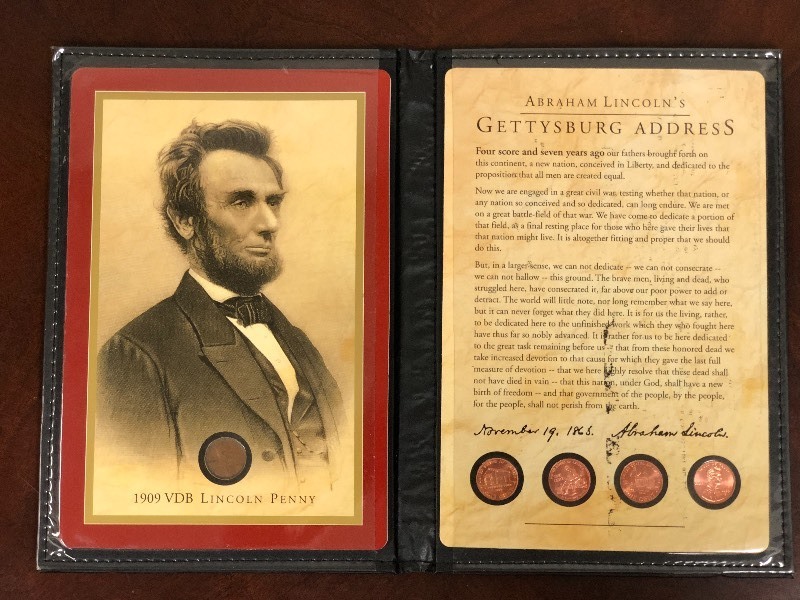 1909 VDB LINCOLN PENNY
ABRAHAM LINCOLN'S
GETTYSBURG ADDRESS
Four score and seven years ago our fathers brought forth on
this continent, a new nation, conceived in Liberty, and dedicated to the
proposition that all men are created equal.
Now we are engaged in a great civil war, testing whether that nation, or
any nation so conceived and so dedicated, can long endure. We are met
on a great battle-field of that war. We have come to dedicate a portion of
that field, as a final resting place for those who here gave their lives that
that nation might live. It is altogether fitting and proper that we should
do this.
But, in a larger sense, we can not dedicate -- we can not consecrate --
we can not hallow -- this ground. The brave men, living and dead, who
struggled here, have consecrated it, far above our poor power to add or
detract. The world will little note, nor long remember what we say here,
but it can never forget what they did here. It is for us the living, rather,
to be dedicated here to the unfinished work which they who fought here
have thus far so nobly advanced. It is rather for us to be here dedicated
to the great task remaining before us -- that from these honored dead we
take increased devotion to that cause for which they gave the last full
measure of devotion -- that we here highly resolve that these dead shall
not have died in vain -- that this nation, under God, shall have a new
birth of freedom -- and that government of the people, by the people,
for the people, shall not perish from the earth.
November 19, 1863. Abraham Lincoln.